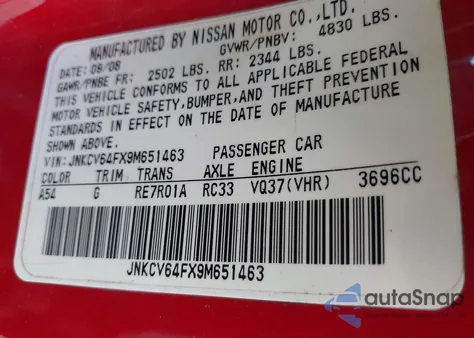 MANUFACTURED BY NISSAN MOTOR CO.,LTD.
DATE: 08/08 GVWR/PNBV: 4830 LBS.
GAWR/PNBE FR: 2502 LBS. RR: 2344 LBS.
THIS VEHICLE CONFORMS TO ALL APPLICABLE FEDERAL
MOTOR VEHICLE SAFETY,BUMPER,AND THEFT PREVENTION
STANDARDS IN EFFECT ON THE DATE OF MANUFACTURE
SHOWN ABOVE.
VIN:JNKCV64FX9M651463 PASSENGER CAR
COLOR TRIM TRANS AXLE ENGINE
A54 G RE7R01A RC33 VQ37(VHR) 3696CC
JNKCV64FX9M651463
autoSnap